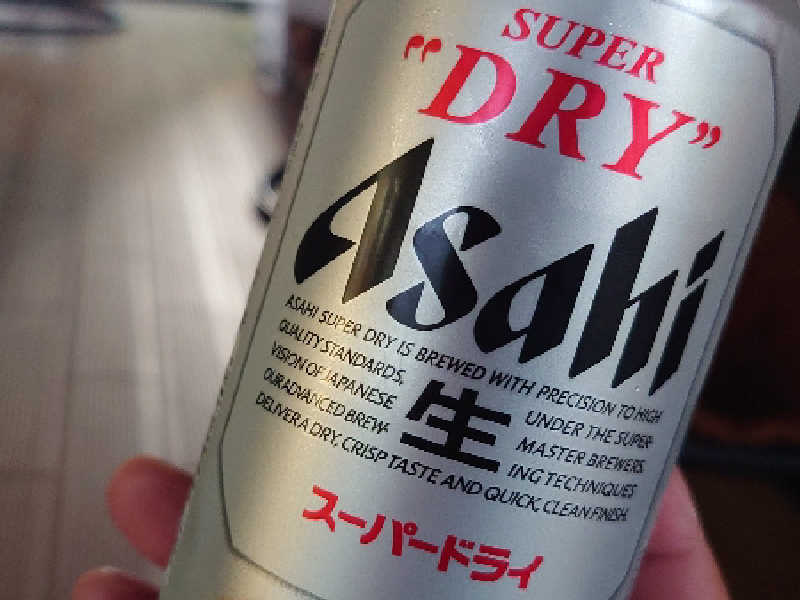 SUPER
"DRY"
Asahi
ASAHI SUPER DRY IS BREWED WITH PRECISION TO HIGH
QUALITY STANDARDS, UNDER THE SUPER-
VISION OF JAPANESE MASTER BREWERS.
OUR ADVANCED BREW- ING TECHNIQUES
DELIVER A DRY, CRISP TASTE AND QUICK, CLEAN FINISH.
生
スーパードライ